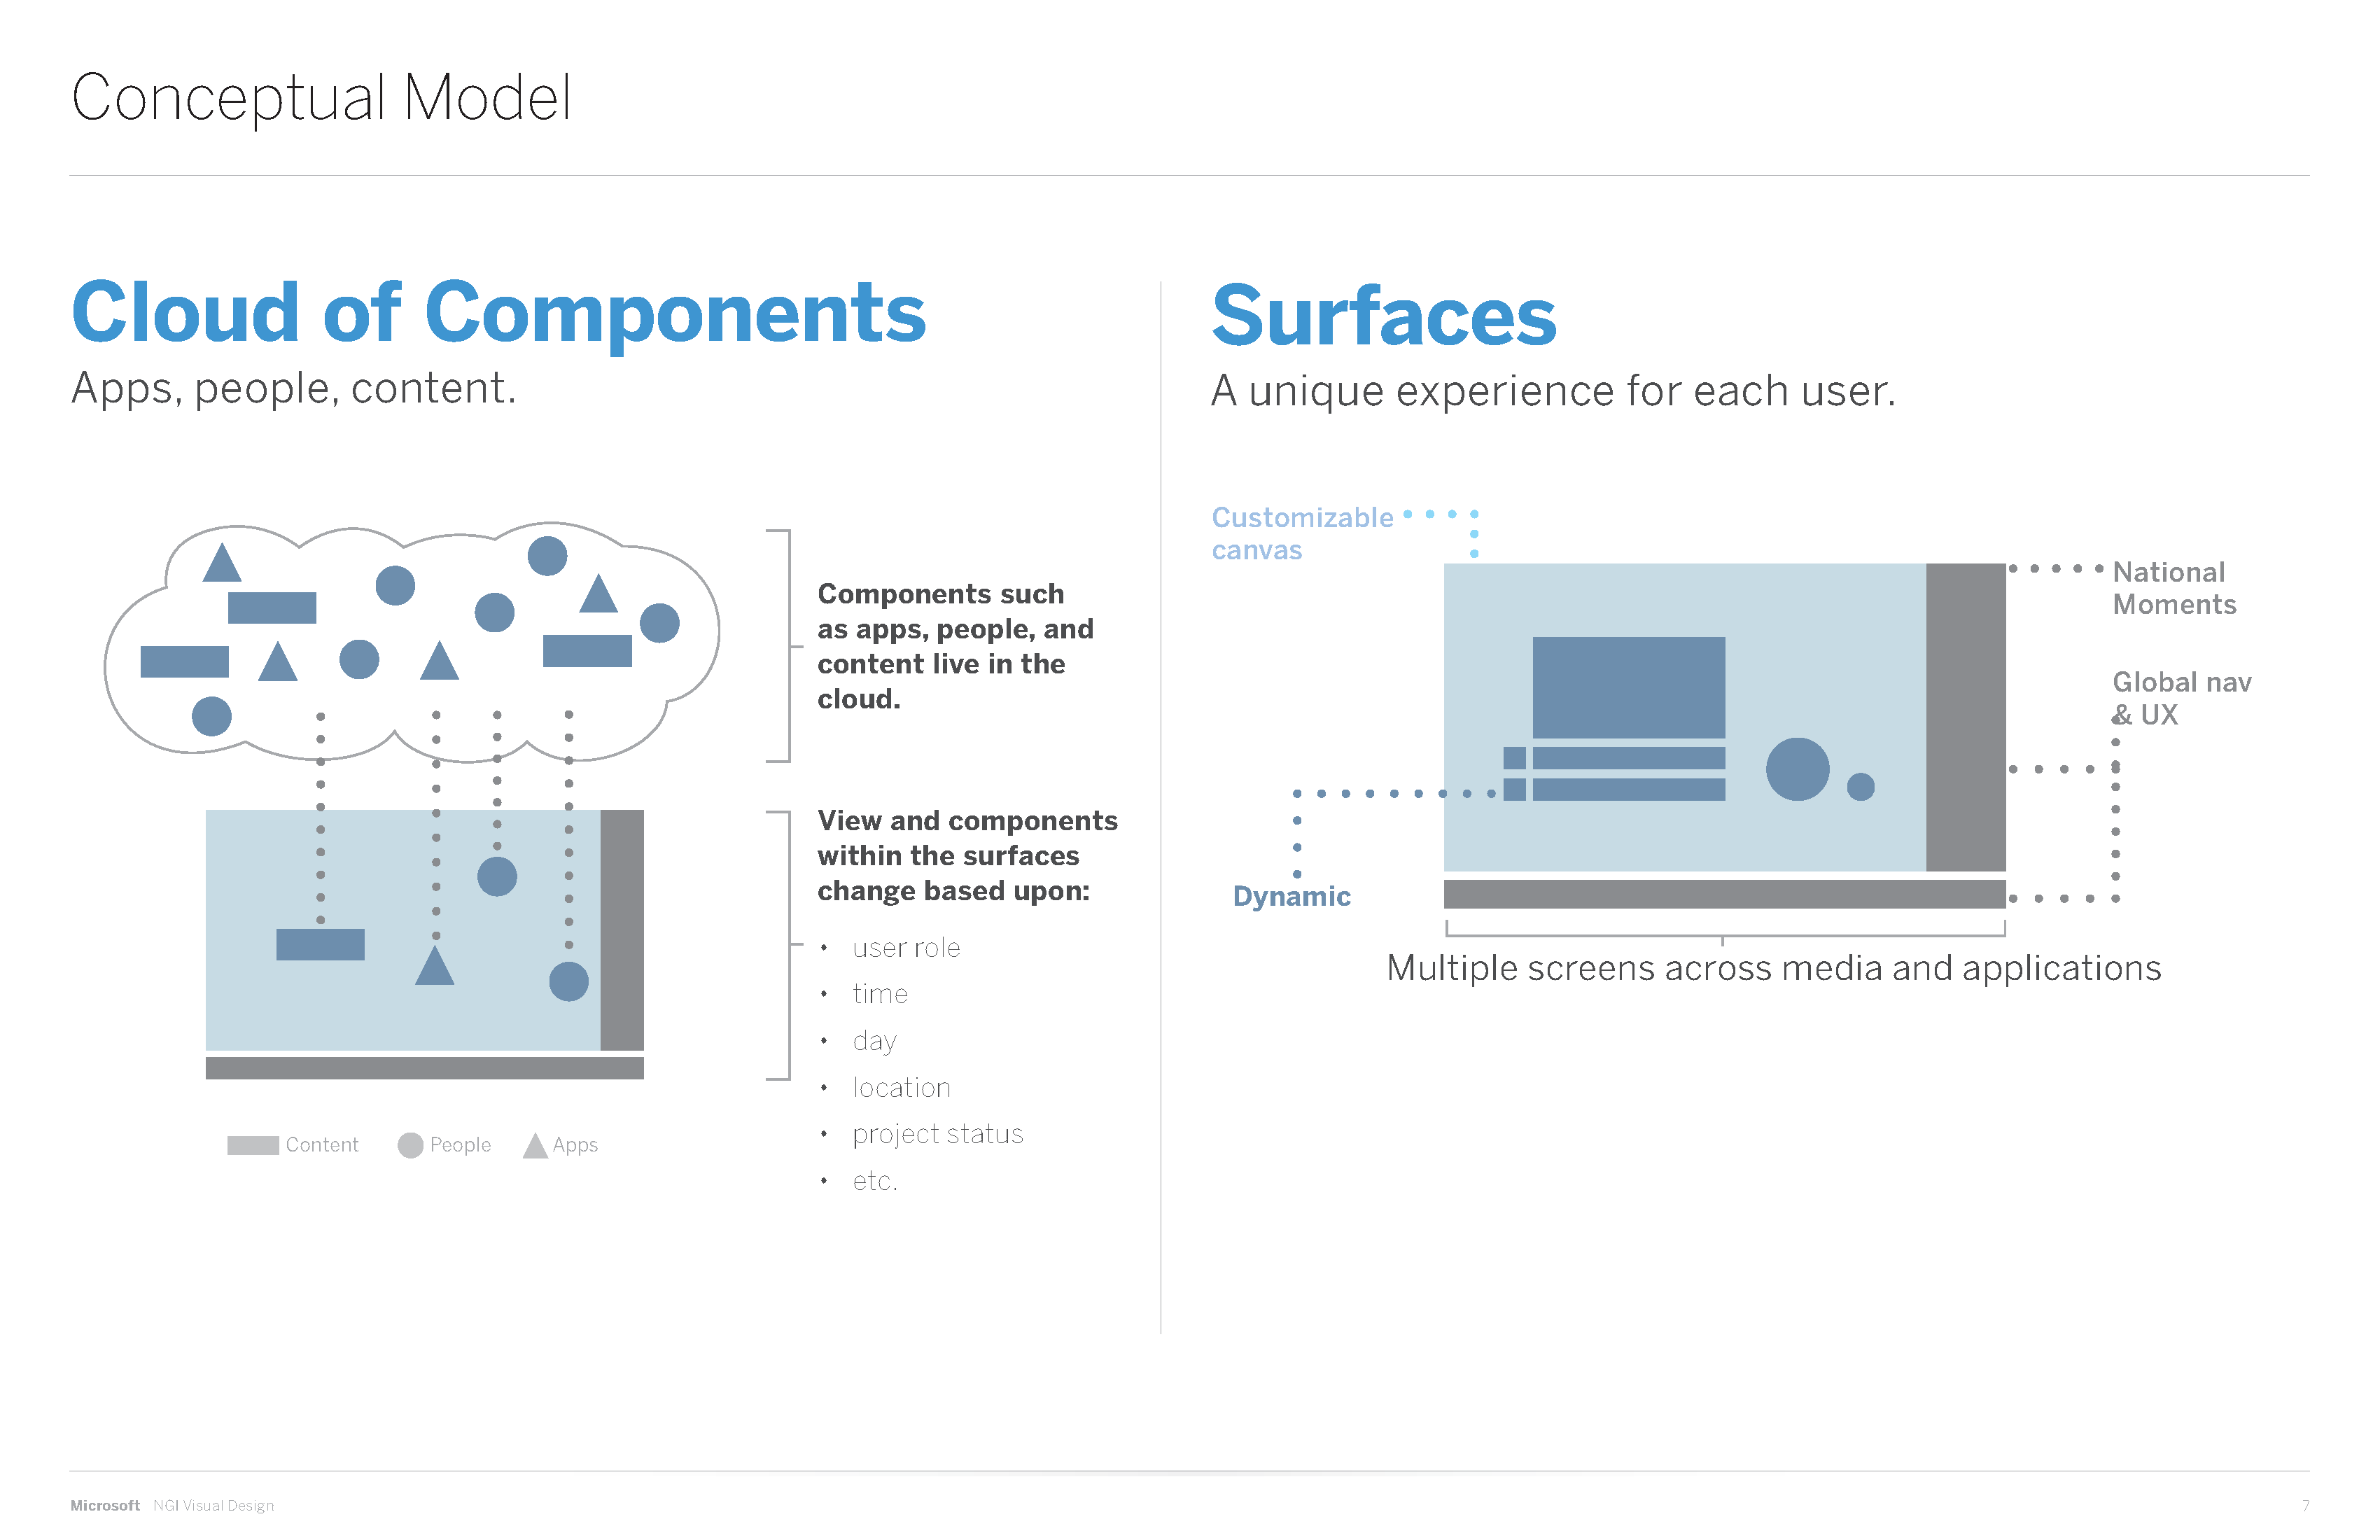 Conceptual Model
Cloud of Components
Apps, people, content.
Components such
as apps, people, and
content live in the
cloud.
View and components
within the surfaces
change based upon:
• user role
• time
• day
• location
• project status
• etc.
Content People Apps
Surfaces
A unique experience for each user.
Customizable
canvas
National
Moments
Global nav
& UX
Dynamic
Multiple screens across media and applications
Microsoft NGI Visual Design
7